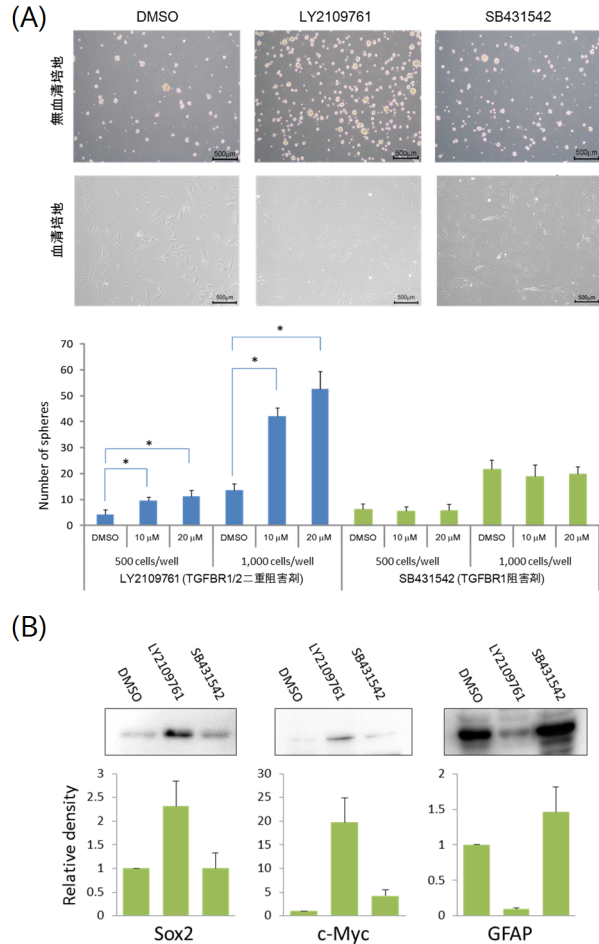 (A)
DMSO LY2109761 SB431542
無血清培地
500μm 500μm 500μm
血清培地
500μm 500μm 500μm
Number of spheres
70
60
50
40
30
20
10
0
* * * *
DMSO 10 μM 20 μM DMSO 10 μM 20 μM DMSO 10 μM 20 μM DMSO 10 μM 20 μM
500 cells/well 1,000 cells/well 500 cells/well 1,000 cells/well
LY2109761 (TGFBR1/2二重阻害剤) SB431542 (TGFBR1阻害剤)
(B)
DMSO LY2109761 SB431542 DMSO LY2109761 SB431542 DMSO LY2109761 SB431542
Relative density
3
2.5
2
1.5
1
0.5
0
Sox2
30
25
20
15
10
5
0
c-Myc
2
1.5
1
0.5
0
GFAP